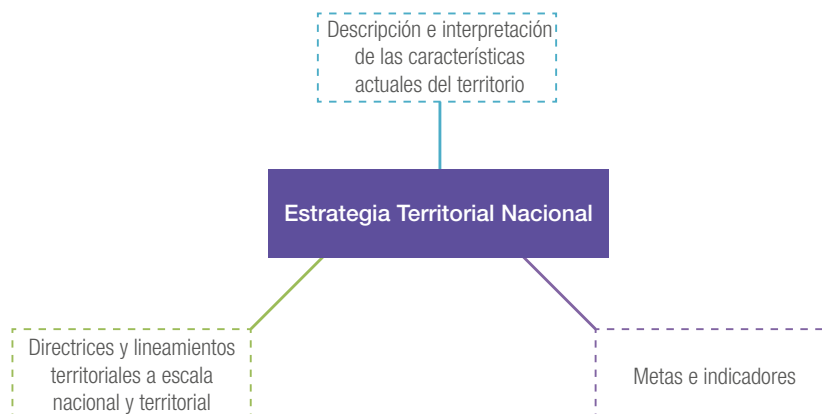 Descripción e interpretación
de las características
actuales del territorio
Estrategia Territorial Nacional
Directrices y lineamientos
territoriales a escala
nacional y territorial
Metas e indicadores